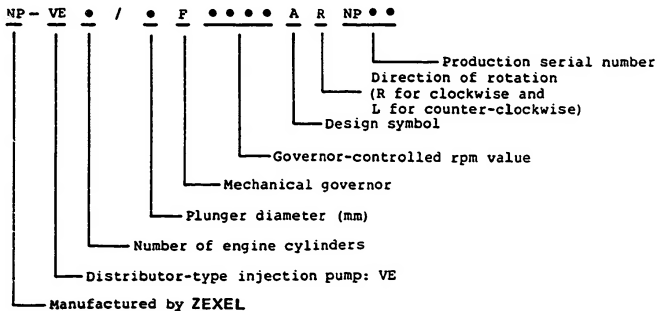 NP-VE● / ● F ●●●● A R NP●●
Production serial number
Direction of rotation
(R for clockwise and
L for counter-clockwise)
Design symbol
Governor-controlled rpm value
Mechanical governor
Plunger diameter (mm)
Number of engine cylinders
Distributor-type injection pump: VE
Manufactured by ZEXEL